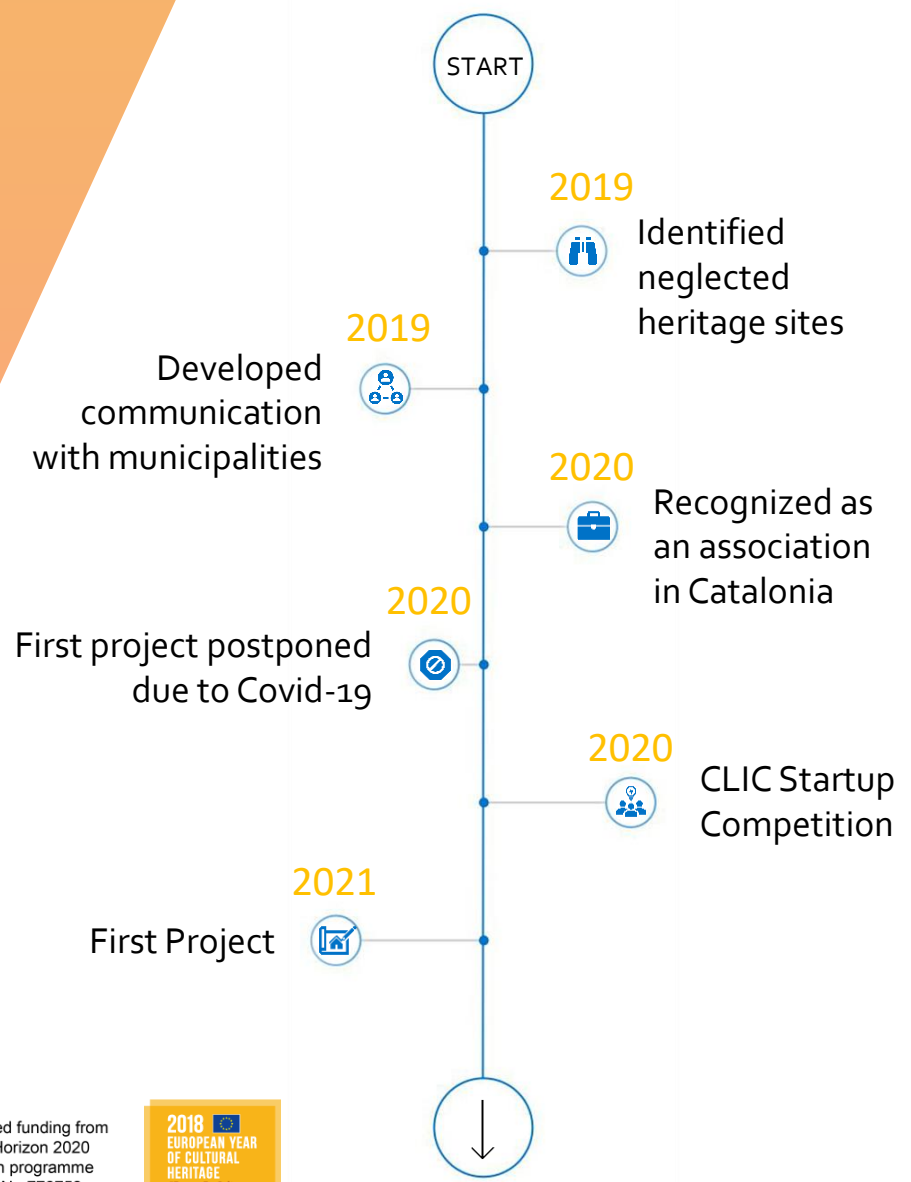 START
2019
Identified
neglected
heritage sites
2019
Developed
communication
with municipalities
2020
Recognized as
an association
in Catalonia
2020
First project postponed
due to Covid-19
2020
CLIC Startup
Competition
2021
First Project
funding from
Horizon 2020
programme
2018
EUROPEAN YEAR
OF CULTURAL
HERITAGE